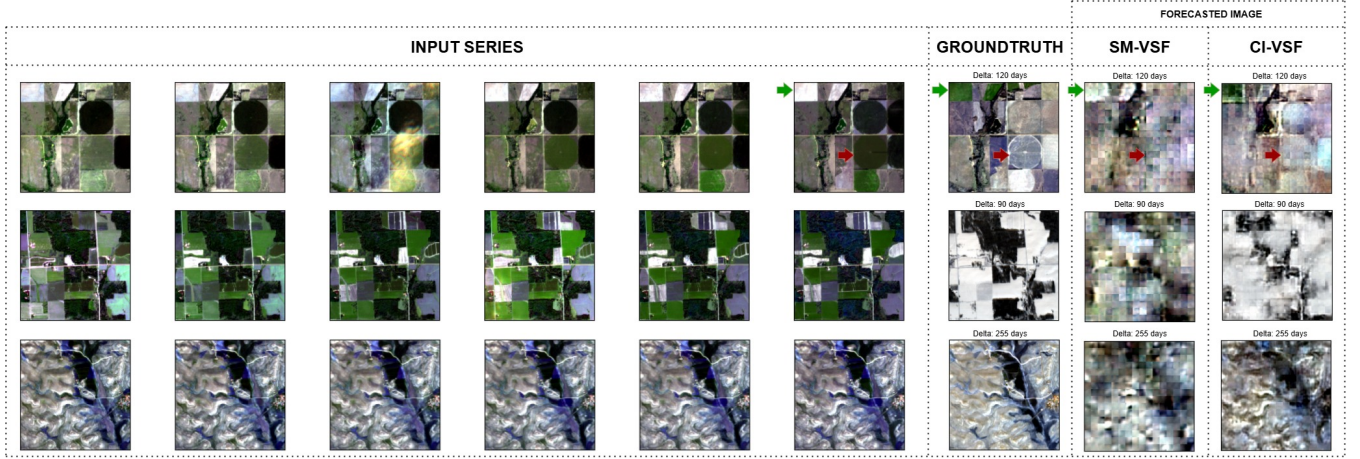 FORECASTED IMAGE
INPUT SERIES GROUNDTRUTH SM-VSF CI-VSF
Delta: 120 days Delta: 120 days Delta: 120 days
Delta: 90 days Delta: 90 days Delta: 90 days
Delta: 255 days Delta: 255 days Delta: 255 days